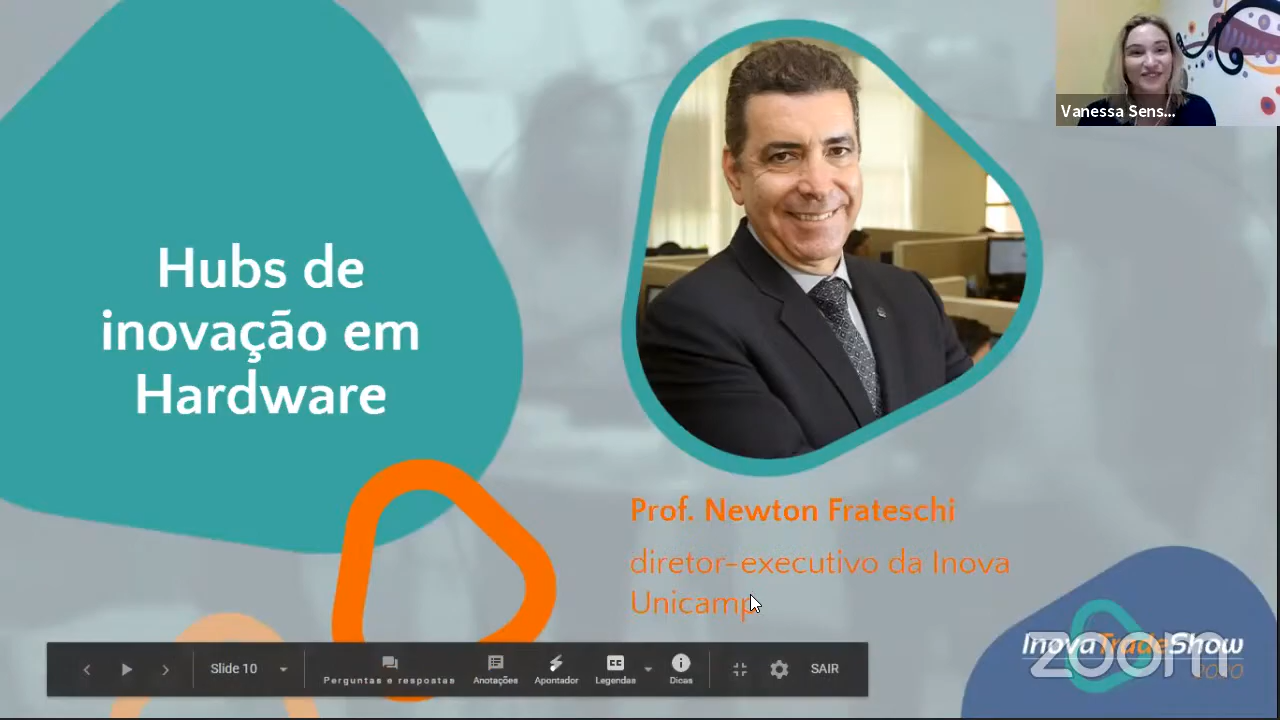 Vanessa Sens...
Hubs de
inovação em
Hardware
Prof. Newton Frateschi
diretor-executivo da Inova
Unicamp
InovaTradeShow
zoom
Slide 10
Perguntas e respostas
Anotações
Apontador
CC
Legendas
Dicas
SAIR